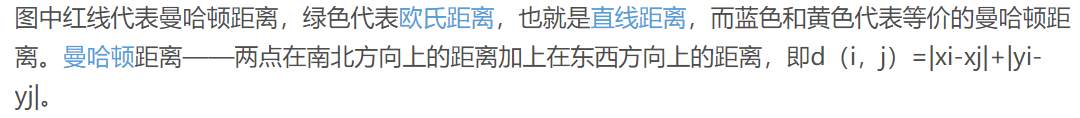 图中红线代表曼哈顿距离，绿色代表欧氏距离，也就是直线距离，而蓝色和黄色代表等价的曼哈顿距
离。曼哈顿距离——两点在南北方向上的距离加上在东西方向上的距离，即d（i，j）=|xi-xj|+|yi-
yj|。